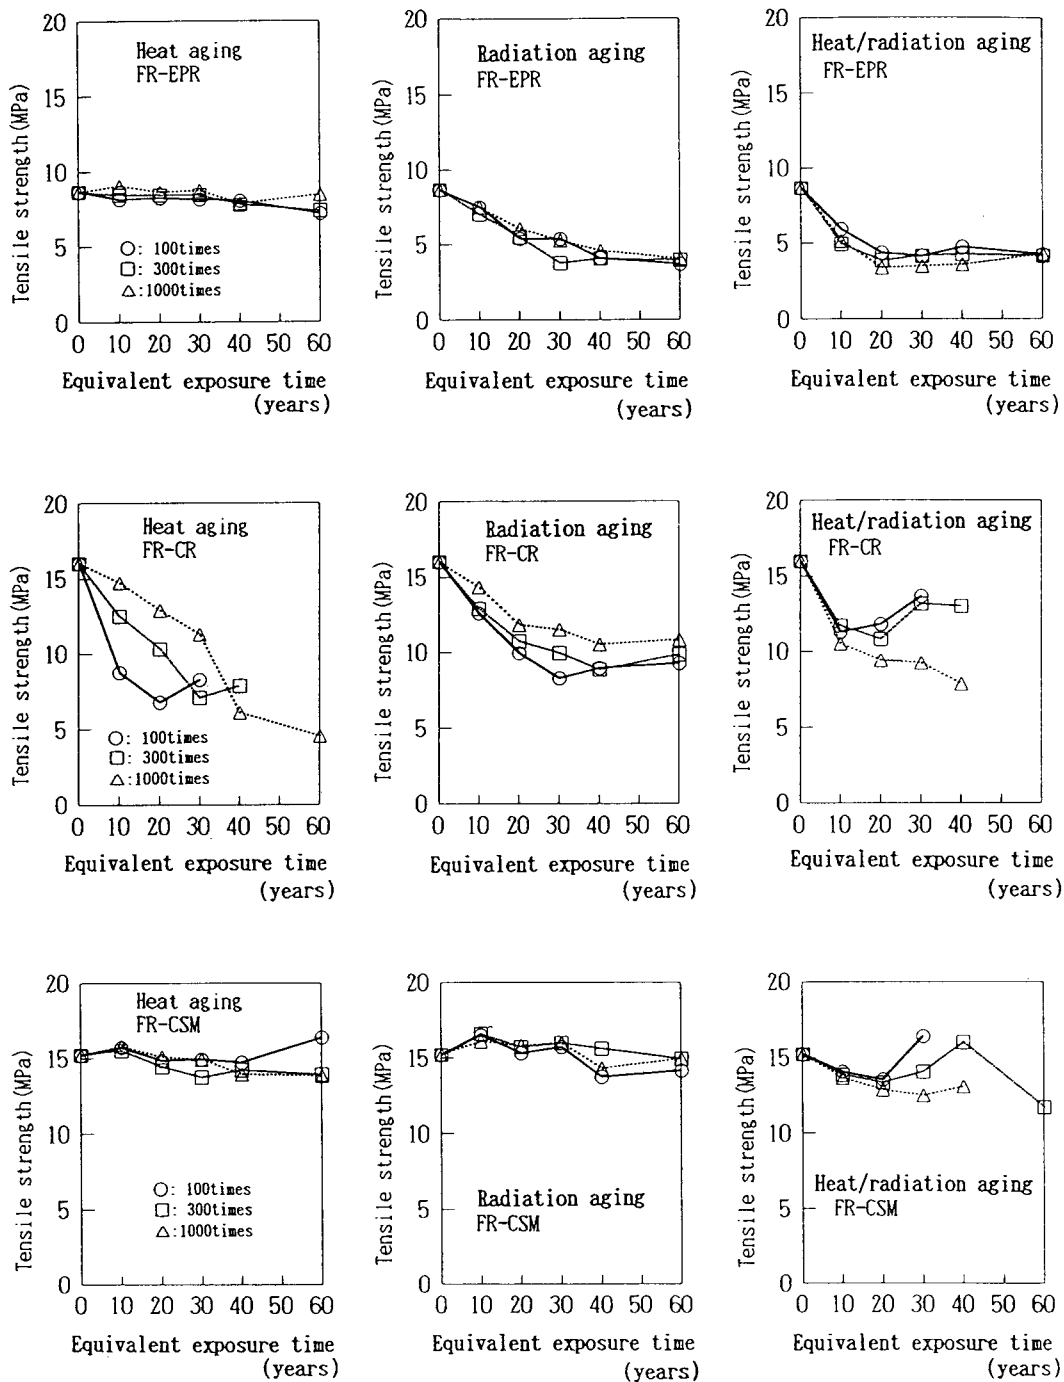 Heat aging
FR-EPR
Tensile strength(MPa)
20
15
10
5
0
○: 100times
□: 300times
△:1000times
0 10 20 30 40 50 60
Equivalent exposure time
(years)
Radiation aging
FR-EPR
Tensile strength(MPa)
20
15
10
5
0
0 10 20 30 40 50 60
Equivalent exposure time
(years)
Heat/radiation aging
FR-EPR
Tensile strength(MPa)
20
15
10
5
0
0 10 20 30 40 50 60
Equivalent exposure time
(years)
Heat aging
FR-CR
Tensile strength(MPa)
20
15
10
5
0
○: 100times
□: 300times
△:1000times
0 10 20 30 40 50 60
Equivalent exposure time
(years)
Radiation aging
FR-CR
Tensile strength(MPa)
20
15
10
5
0
0 10 20 30 40 50 60
Equivalent exposure time
(years)
Heat/radiation aging
FR-CR
Tensile strength(MPa)
20
15
10
5
0
0 10 20 30 40 50 60
Equivalent exposure time
(years)
Heat aging
FR-CSM
Tensile strength(MPa)
20
15
10
5
0
○: 100times
□: 300times
△:1000times
0 10 20 30 40 50 60
Equivalent exposure time
(years)
Radiation aging
FR-CSM
Tensile strength(MPa)
20
15
10
5
0
0 10 20 30 40 50 60
Equivalent exposure time
(years)
Heat/radiation aging
FR-CSM
Tensile strength(MPa)
20
15
10
5
0
0 10 20 30 40 50 60
Equivalent exposure time
(years)